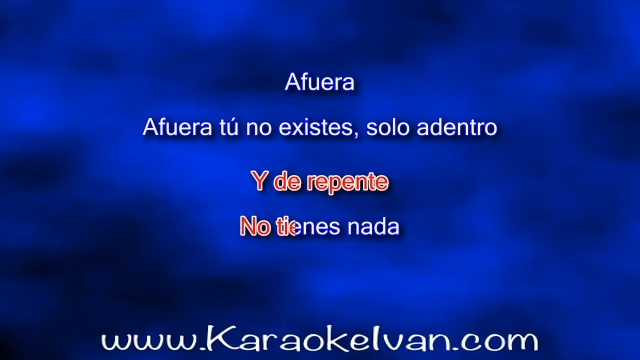 Afuera
Afuera tú no existes, solo adentro
Y de repente
No tienes nada
www.KaraokeIvan.com